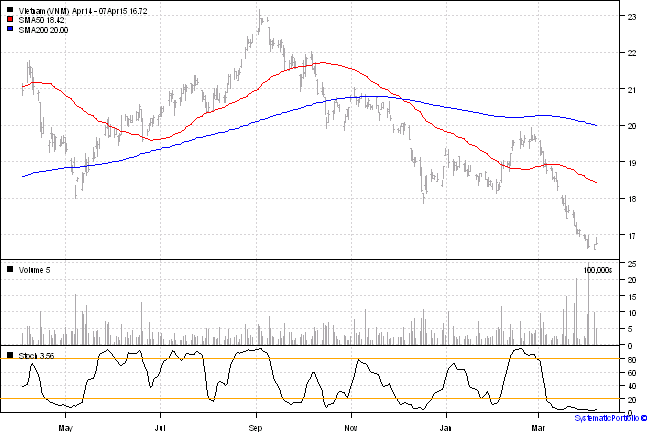 Vietnam (VNM) Apr14 - 07Apr15 16.72
SMA50 18.42
SMA200 20.00
23
22
21
20
19
18
17
Volume 5
100,000s
25
20
15
10
5
0
Stoch 3.56
80
60
40
20
0
May
Jul
Sep
Nov
Jan
Mar
SystematicPortfolio ©